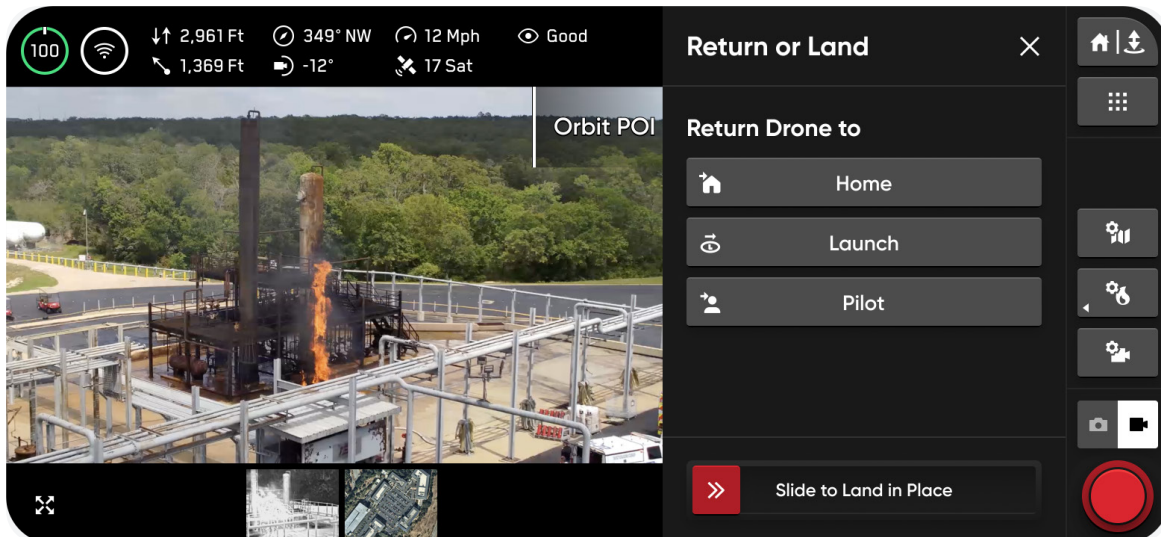 100
2,961 Ft
349° NW
12 Mph
Good
1,369 Ft
-12°
17 Sat
Orbit POI
Return or Land
Return Drone to
Home
Launch
Pilot
Slide to Land in Place